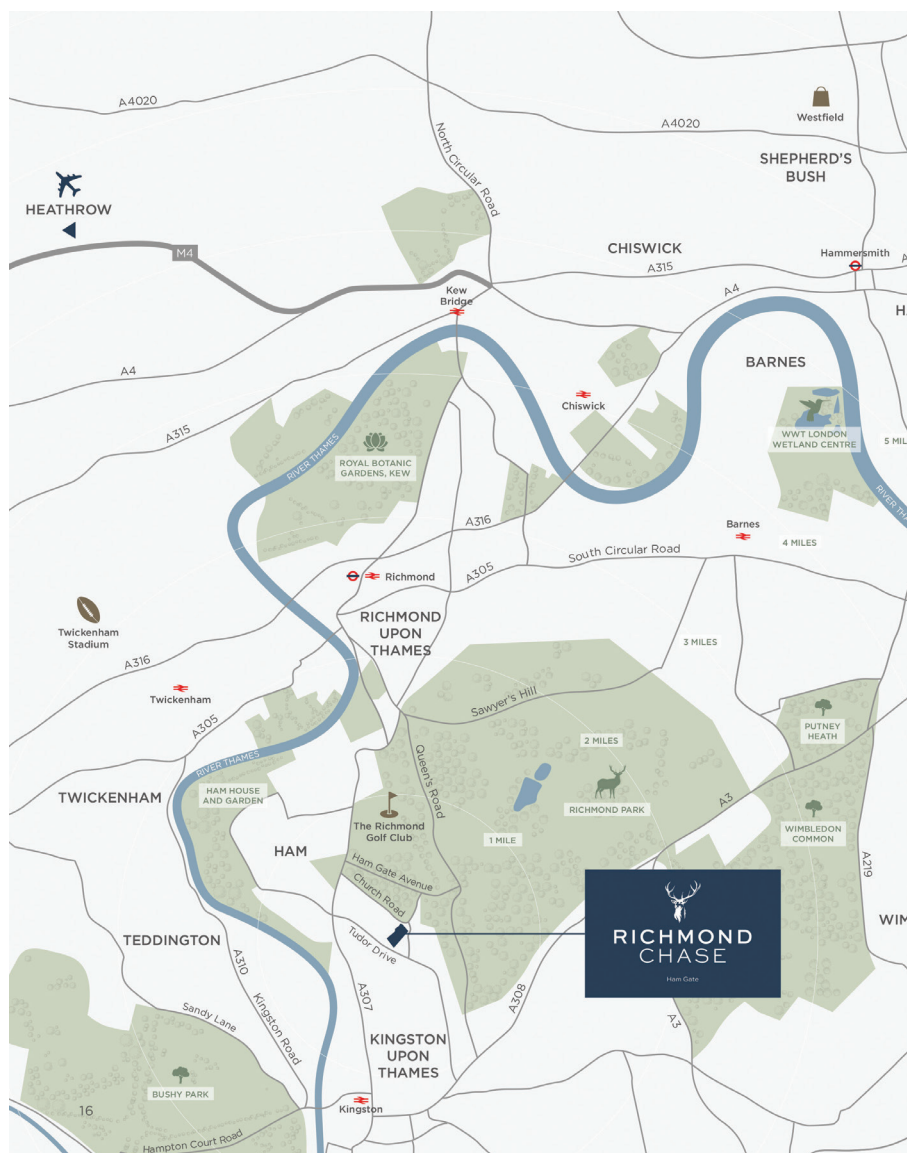 A4020
A4020
North Circular Road
Westfield
SHEPHERD'S
BUSH
HEATHROW
M4
CHISWICK
Hammersmith
A315
A4
Kew
Bridge
BARNES
A4
Chiswick
A315
RIVER THAMES
ROYAL BOTANIC
GARDENS, KEW
WWT LONDON
WETLAND CENTRE
RIVER THAMES
A316
Barnes
4 MILES
South Circular Road
A305
Richmond
RICHMOND
UPON
THAMES
Twickenham
Stadium
3 MILES
A316
Twickenham
Sawyer's Hill
A305
PUTNEY
HEATH
2 MILES
Queen's Road
RIVER THAMES
HAM HOUSE
AND GARDEN
TWICKENHAM
RICHMOND PARK
A3
The Richmond
Golf Club
1 MILE
WIMBLEDON
COMMON
HAM
Ham Gate Avenue
A219
Church Road
RICHMOND
CHASE
Ham Gate
Tudor Drive
TEDDINGTON
A310
A307
A308
Sandy Lane
Kingston Road
A3
KINGSTON
UPON
THAMES
BUSHY PARK
16
Kingston
Hampton Court Road